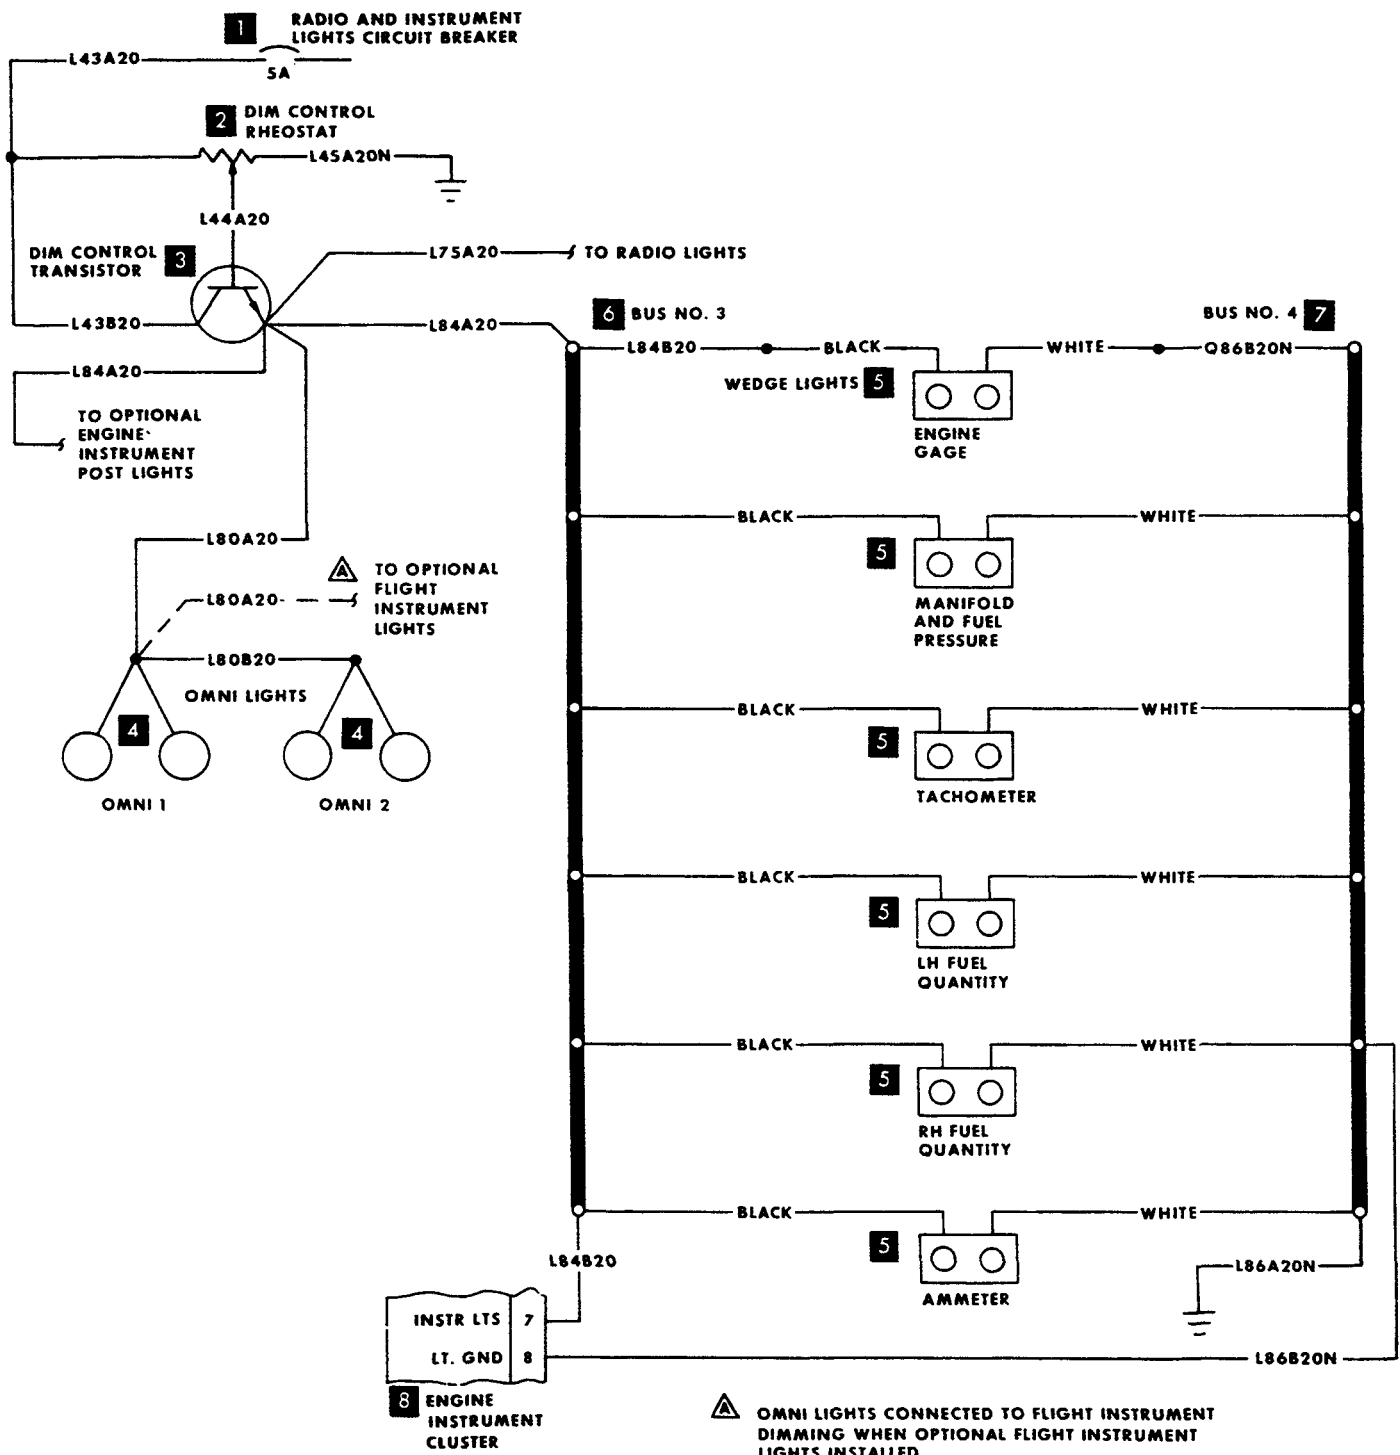 1
RADIO AND INSTRUMENT
LIGHTS CIRCUIT BREAKER
L43A20
5A
2
DIM CONTROL
RHEOSTAT
L45A20N
L44A20
DIM CONTROL
TRANSISTOR
3
L75A20
TO RADIO LIGHTS
L43B20
L84A20
6
BUS NO. 3
BUS NO. 4
7
L84B20
BLACK
WHITE
Q86B20N
WEDGE LIGHTS
5
ENGINE
GAGE
L84A20
TO OPTIONAL
ENGINE-
INSTRUMENT
POST LIGHTS
BLACK
WHITE
L80A20
5
MANIFOLD
AND FUEL
PRESSURE
A
TO OPTIONAL
FLIGHT
INSTRUMENT
LIGHTS
L80A20
L80B20
OMNI LIGHTS
4
4
OMNI 1
OMNI 2
BLACK
WHITE
5
TACHOMETER
BLACK
WHITE
5
LH FUEL
QUANTITY
BLACK
WHITE
5
RH FUEL
QUANTITY
BLACK
WHITE
5
AMMETER
L84B20
L86A20N
INSTR LTS
7
LT. GND
8
L86B20N
8
ENGINE
INSTRUMENT
CLUSTER
A
OMNI LIGHTS CONNECTED TO FLIGHT INSTRUMENT
DIMMING WHEN OPTIONAL FLIGHT INSTRUMENT
LIGHTS INSTALLED